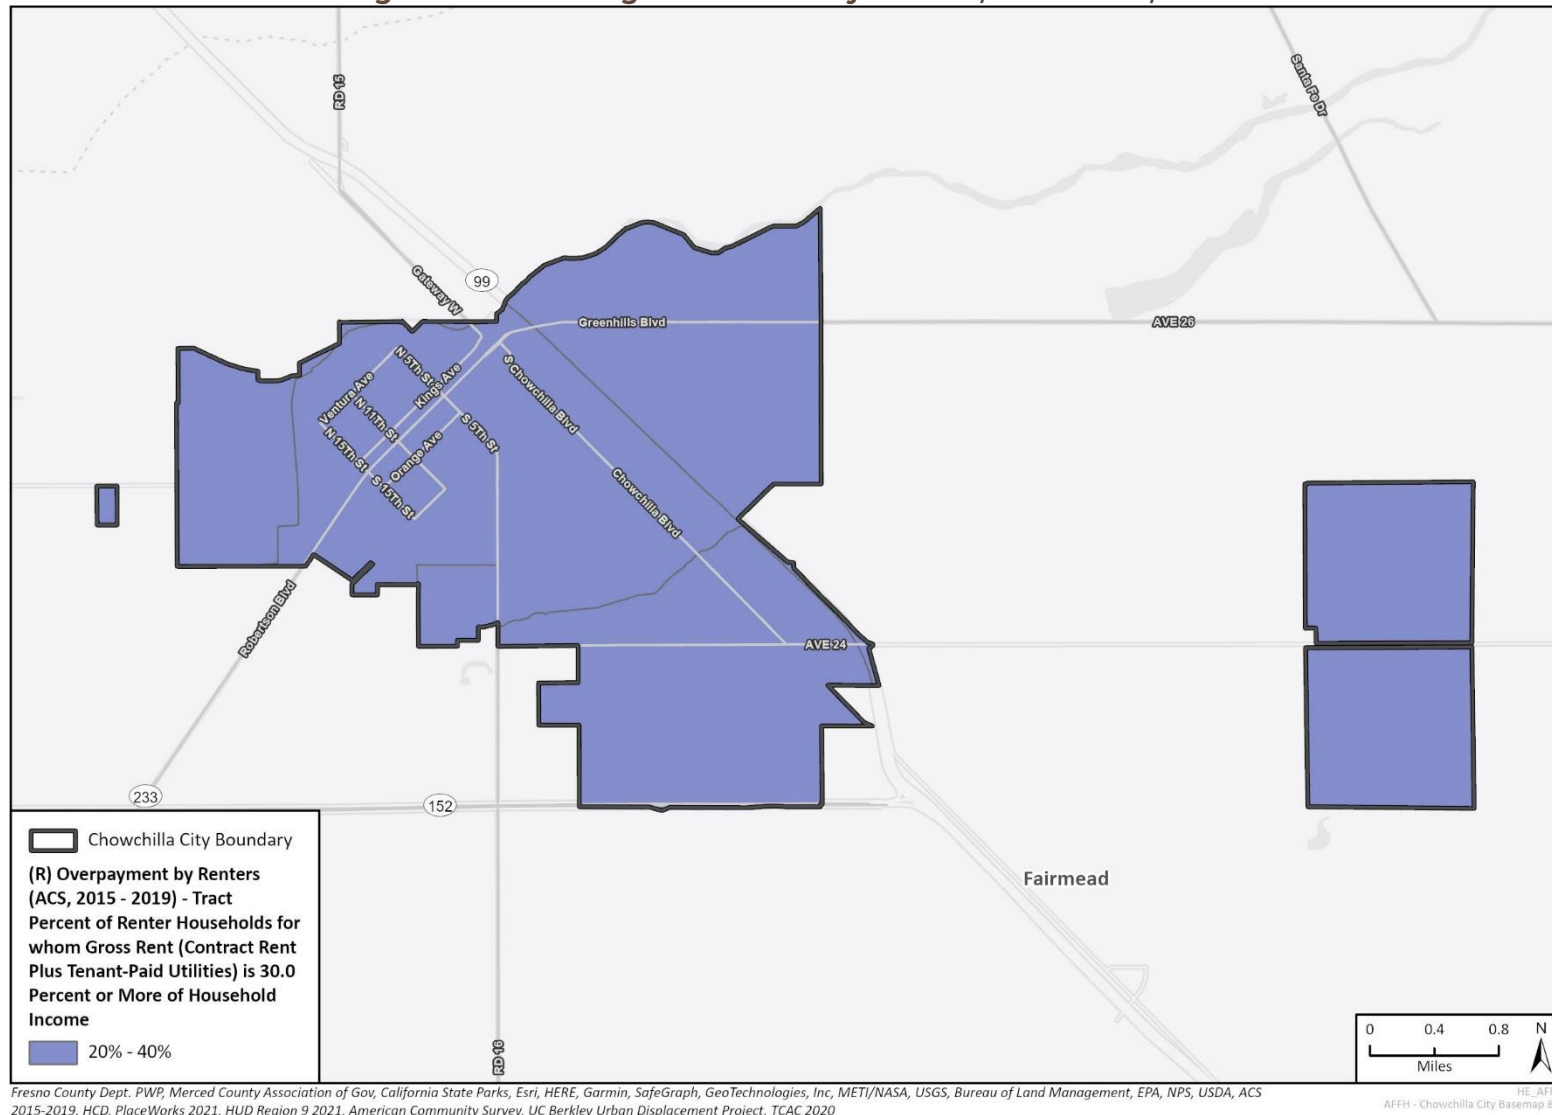 RD 15
Santa Fe Dr
Gateway W
99
Greenhills Blvd
AVE 26
N 5Th St
Kings Ave
Ventura Ave
N 11Th St
S Chowchilla Blvd
S 5Th St
Orange Ave
N 15Th St
S 15Th St
Chowchilla Blvd
Robertson Blvd
AVE 24
233
152
Fairmead
RD 16
Chowchilla City Boundary
(R) Overpayment by Renters
(ACS, 2015 - 2019) - Tract
Percent of Renter Households for
whom Gross Rent (Contract Rent
Plus Tenant-Paid Utilities) is 30.0
Percent or More of Household
Income
20% - 40%
0 0.4 0.8
Miles
N
Fresno County Dept. PWP, Merced County Association of Gov, California State Parks, Esri, HERE, Garmin, SafeGraph, GeoTechnologies, Inc, METI/NASA, USGS, Bureau of Land Management, EPA, NPS, USDA, ACS
2015-2019, HCD, PlaceWorks 2021, HUD Region 9 2021, American Community Survey, UC Berkley Urban Displacement Project, TCAC 2020
AFFH - Chowchilla City Basemap